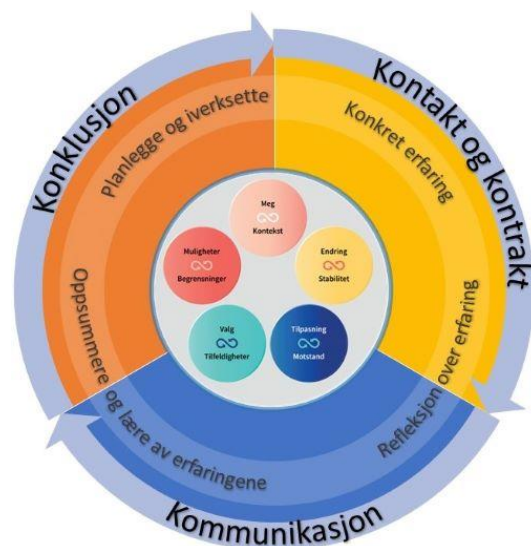 Konklusjon
Kontakt og kontrakt
Kommunikasjon
Planlegge og iverksette
Konkret erfaring
Refleksjon over erfaring
Oppsummere og lære av erfaringene
Meg
Kontekst
Endring
Stabilitet
Tilpasning
Motstand
Valg
Tilfeldigheter
Muligheter
Begrensninger